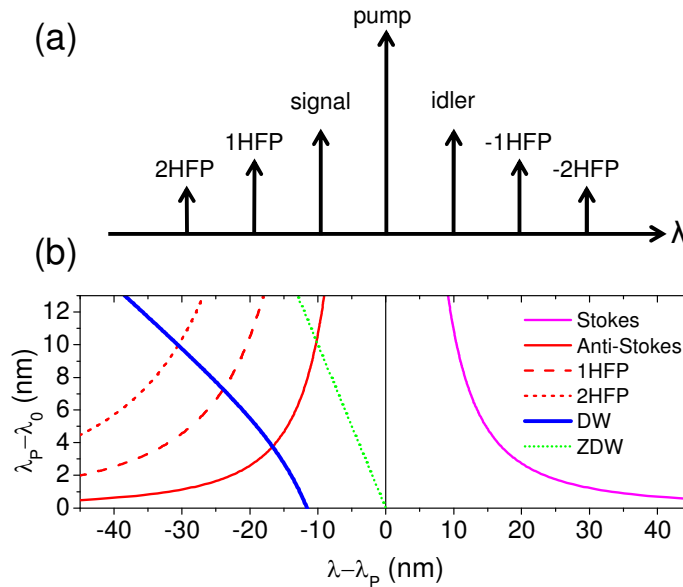 (a)
pump
signal
idler
1HFP
-1HFP
2HFP
-2HFP
λ
(b)
12
10
8
6
4
2
0
λP−λ0 (nm)
Stokes
Anti-Stokes
1HFP
2HFP
DW
ZDW
-40 -30 -20 -10 0 10 20 30 40
λ−λP (nm)